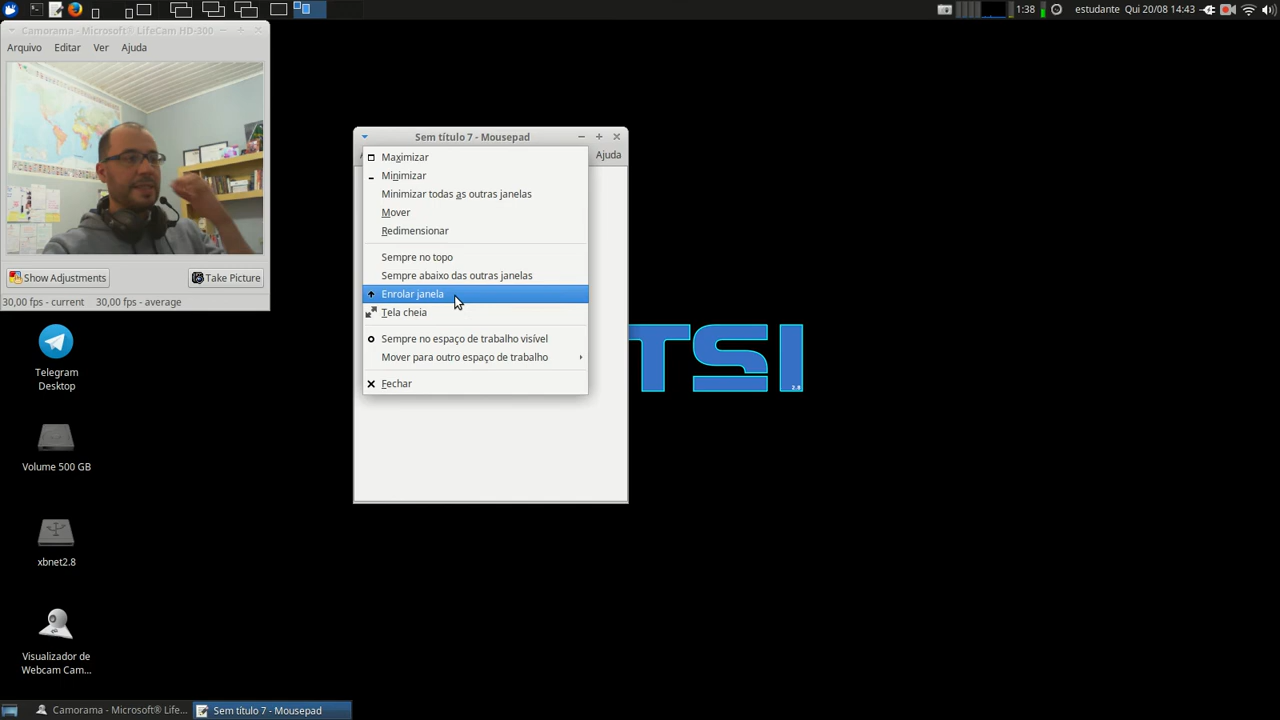 1:38
estudante Qui 20/08 14:43
Camorama - Microsoft® LifeCam HD-300
Arquivo Editar Ver Ajuda
Show Adjustments
Take Picture
30,00 fps - current 30,00 fps - average
Sem título 7 - Mousepad
Ajuda
Maximizar
Minimizar
Minimizar todas as outras janelas
Mover
Redimensionar
Sempre no topo
Sempre abaixo das outras janelas
Enrolar janela
Tela cheia
Sempre no espaço de trabalho visível
Mover para outro espaço de trabalho
Fechar
TSI
2.8
Telegram
Desktop
Volume 500 GB
xbnet2.8
Visualizador de
Webcam Cam...
Camorama - Microsoft® Life...
Sem título 7 - Mousepad